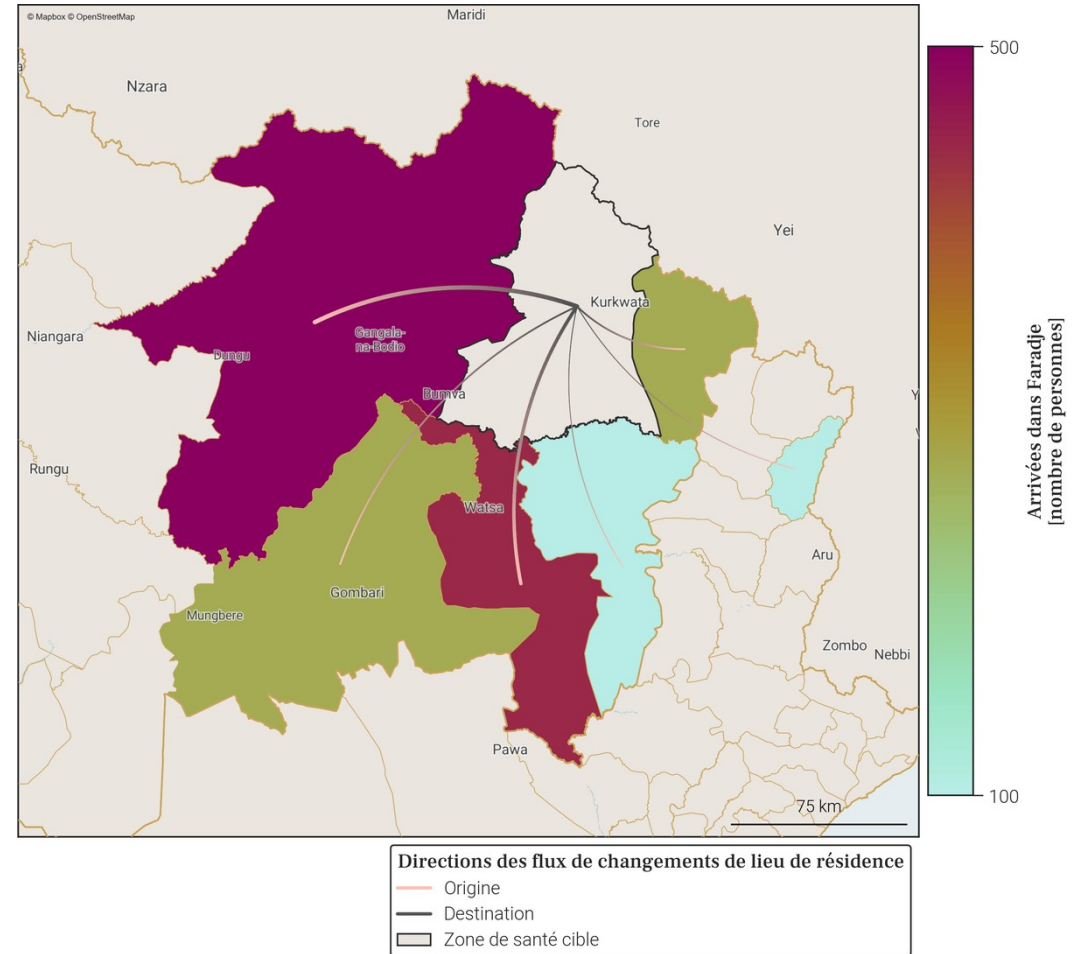 © Mapbox © OpenStreetMap
Maridi
500
Nzara
Tore
Yei
Kurkwata
Niangara
Gangala-
na-Bodio
Dungu
Bumva
Rungu
Watsa
Aru
Gombari
Mungbere
Zombo
Nebbi
Pawa
75 km
100
Arrivées dans Faradje
[nombre de personnes]
Directions des flux de changements de lieu de résidence
Origine
Destination
Zone de santé cible